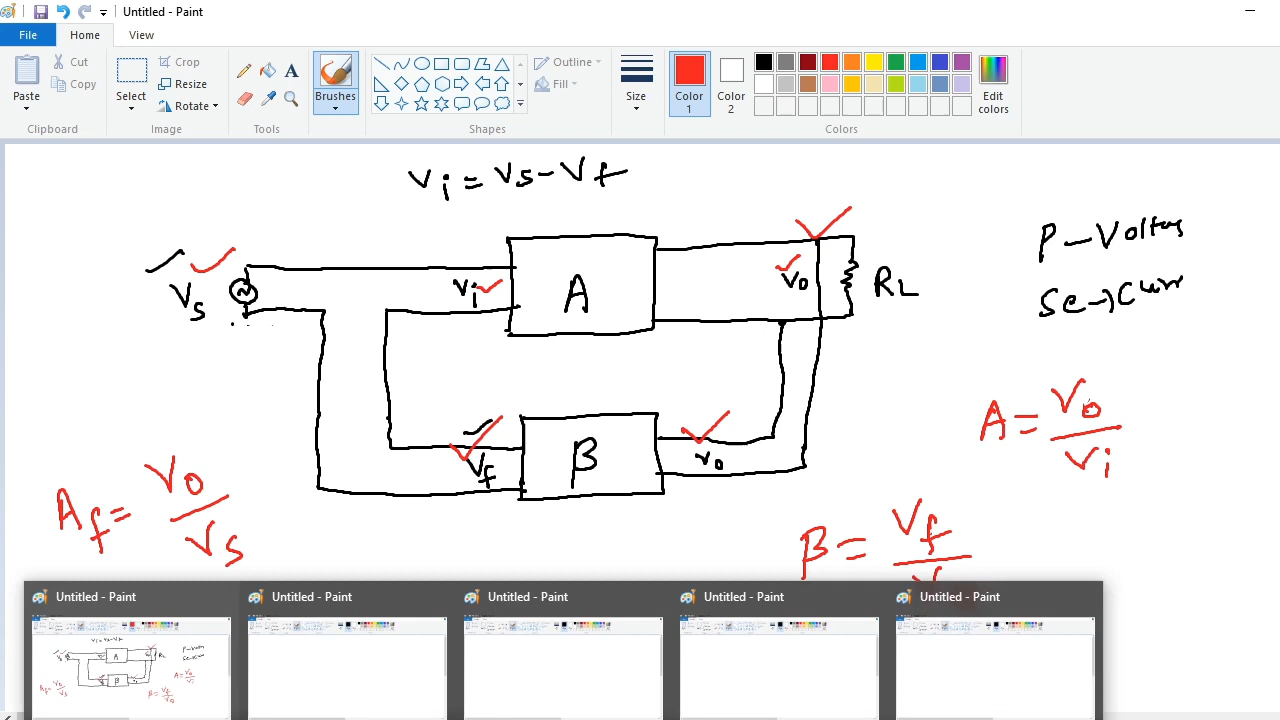 Untitled - Paint
File Home View
Paste Cut Copy Clipboard
Select Crop Resize Rotate Image
Tools
Brushes
Shapes Outline Fill
Size
Color 1 Color 2 Edit colors Colors
Vi = Vs - Vf
P - Voltas
Se → Curr
Vs
Vi
A
Vo
RL
Vf
β
Vo
A = Vo / Vi
Af = Vo / Vs
β = Vf
Untitled - Paint
Untitled - Paint
Untitled - Paint
Untitled - Paint
Untitled - Paint